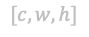 [c, w, h]